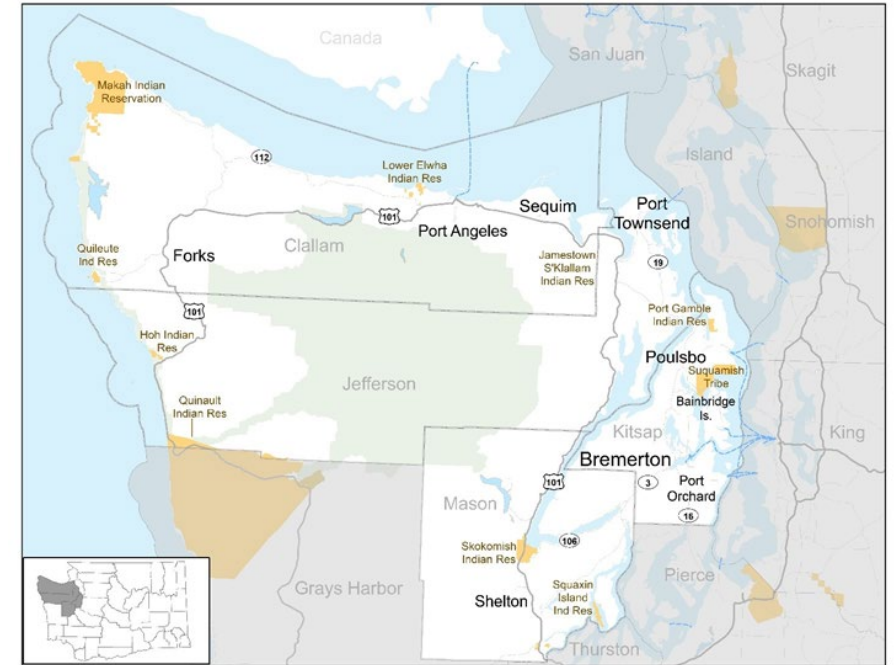 Canada
San Juan
Skagit
Makah Indian
Reservation
112
Lower Elwha
Indian Res
Island
Sequim
Port
Townsend
Snohomish
101
Port Angeles
Quileute
Ind Res
Forks
Clallam
Jamestown
S'Klallam
Indian Res
19
101
Port Gamble
Indian Res
Hoh Indian
Res
Poulsbo
Suquamish
Tribe
Jefferson
Bainbridge
Is.
Quinault
Indian Res
Kitsap
King
Bremerton
101
3
Port
Orchard
Mason
16
106
Skokomish
Indian Res
Pierce
Grays Harbor
Squaxin
Island
Ind Res
Shelton
Thurston